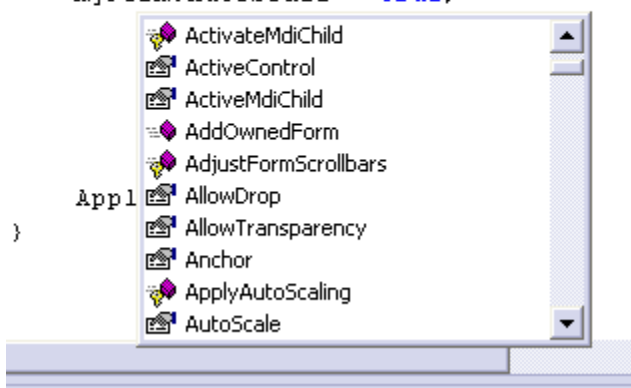 ActivateMdiChild
ActiveControl
ActiveMdiChild
AddOwnedForm
AdjustFormScrollbars
Appl
AllowDrop
}
AllowTransparency
Anchor
ApplyAutoScaling
AutoScale